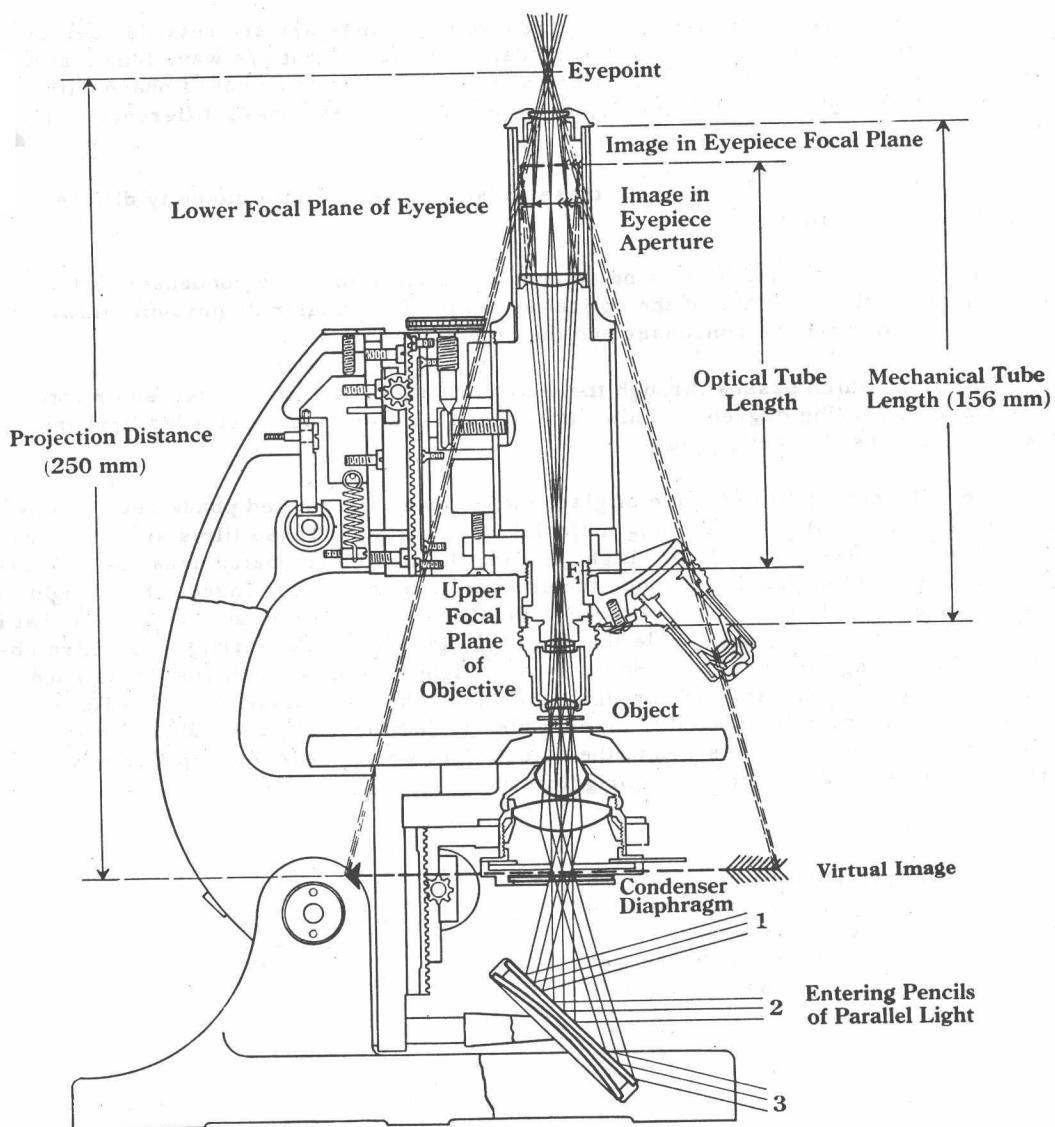 Eyepoint
Image in Eyepiece Focal Plane
Lower Focal Plane of Eyepiece
Image in
Eyepiece
Aperture
Optical Tube
Length
Mechanical Tube
Length (156 mm)
Projection Distance
(250 mm)
F1
Upper
Focal
Plane
of
Objective
Object
Virtual Image
Condenser
Diaphragm
1
2
Entering Pencils
of Parallel Light
3